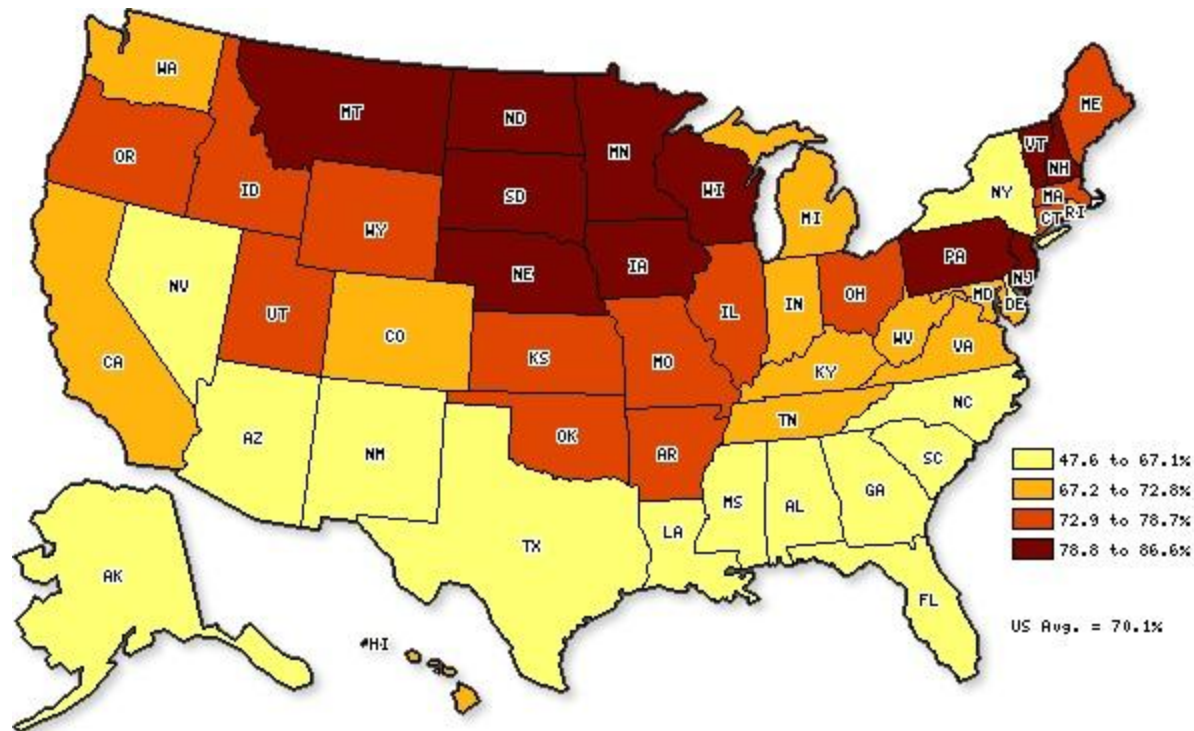 WA
MT
ND
MN
ME
VT
NH
OR
ID
SD
WI
NY
MA
CT
RI
WY
MI
NV
NE
IA
PA
NJ
UT
CO
IL
IN
OH
MD
DE
WV
VA
CA
KS
MO
KY
NC
AZ
NM
OK
AR
TN
SC
MS
AL
GA
TX
LA
FL
AK
*HI
47.6 to 67.1%
67.2 to 72.8%
72.9 to 78.7%
78.8 to 86.6%
US Avg. = 70.1%